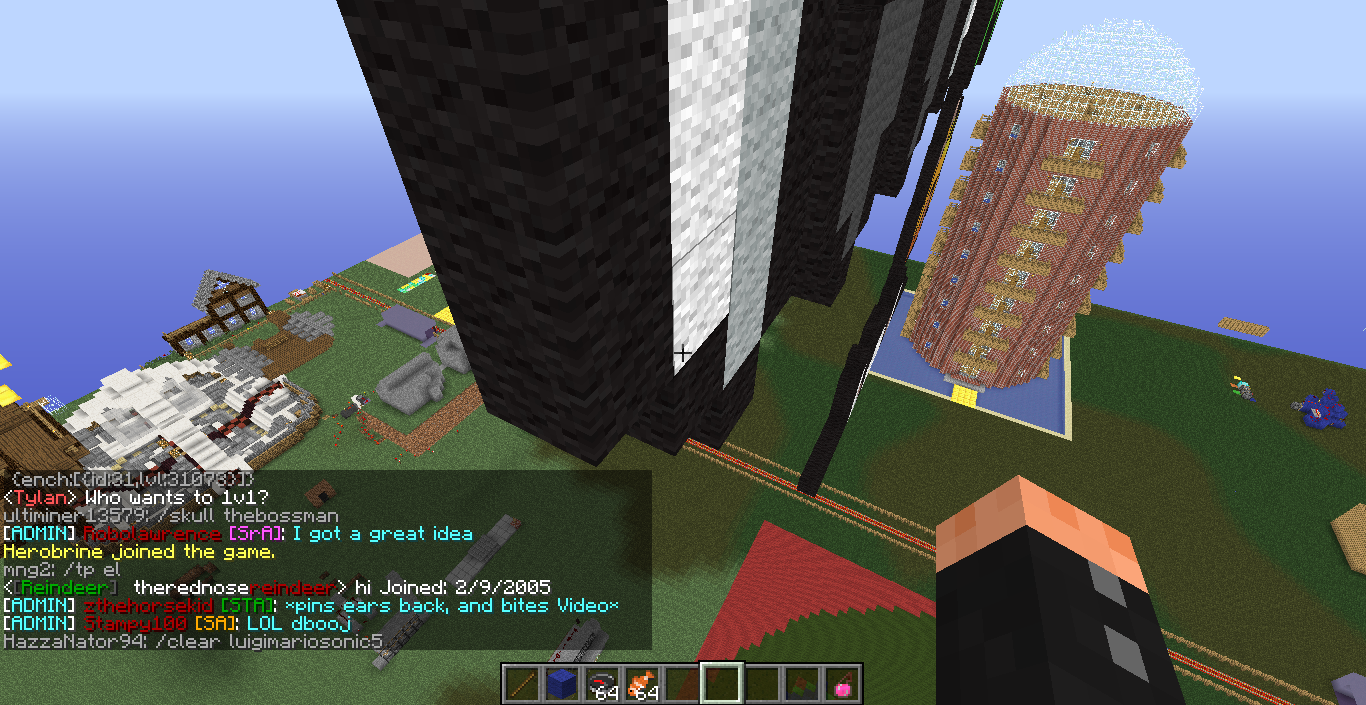 {ench:[{id:31,lvl:31073}]}
<Tylan> Who wants to 1v1?
ultiminer13579: /skull thebossman
[ADMIN] Robolawrence [SrA]: I got a great idea
Herobrine joined the game.
mng2: /tp el
<[Reindeer] therednosereindeer> hi Joined: 2/9/2005
[ADMIN] zthehorsekid [STA]: *pins ears back, and bites Video*
[ADMIN] Stampy100 [SA]: LOL dbooj
HazzaNator94: /clear luigimariosonic5
64 64